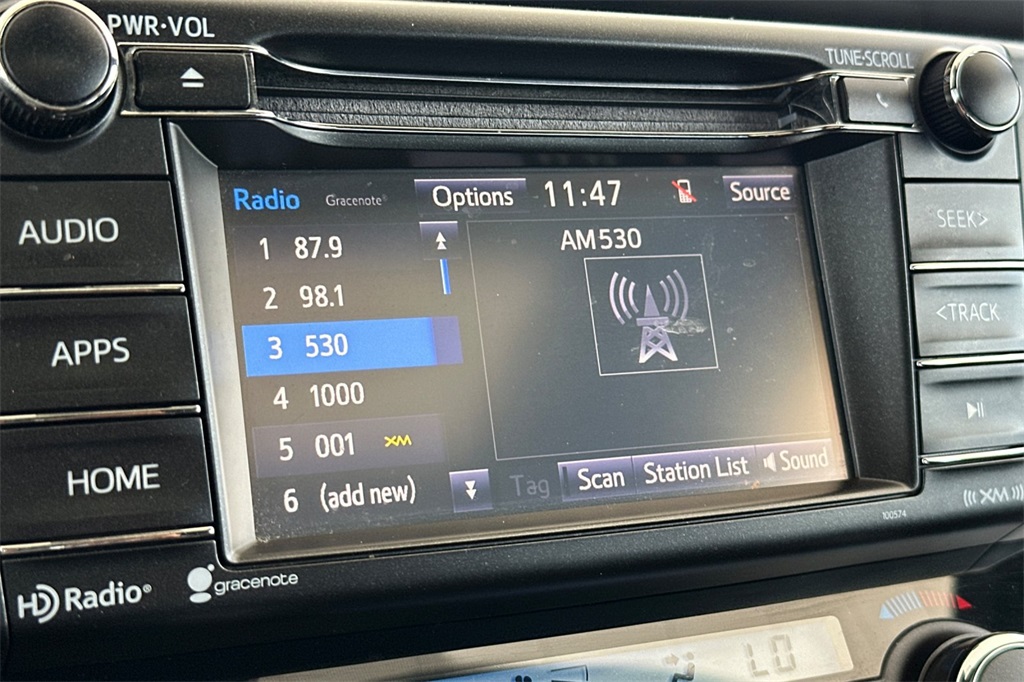 PWR·VOL
TUNE·SCROLL
AUDIO
APPS
HOME
Radio Gracenote® Options 11:47 Source
1 87.9
2 98.1
3 530
4 1000
5 001 XM
6 (add new)
AM530
Tag Scan Station List Sound
SEEK>
<TRACK
((XM))
100574
HD Radio®
gracenote
LO